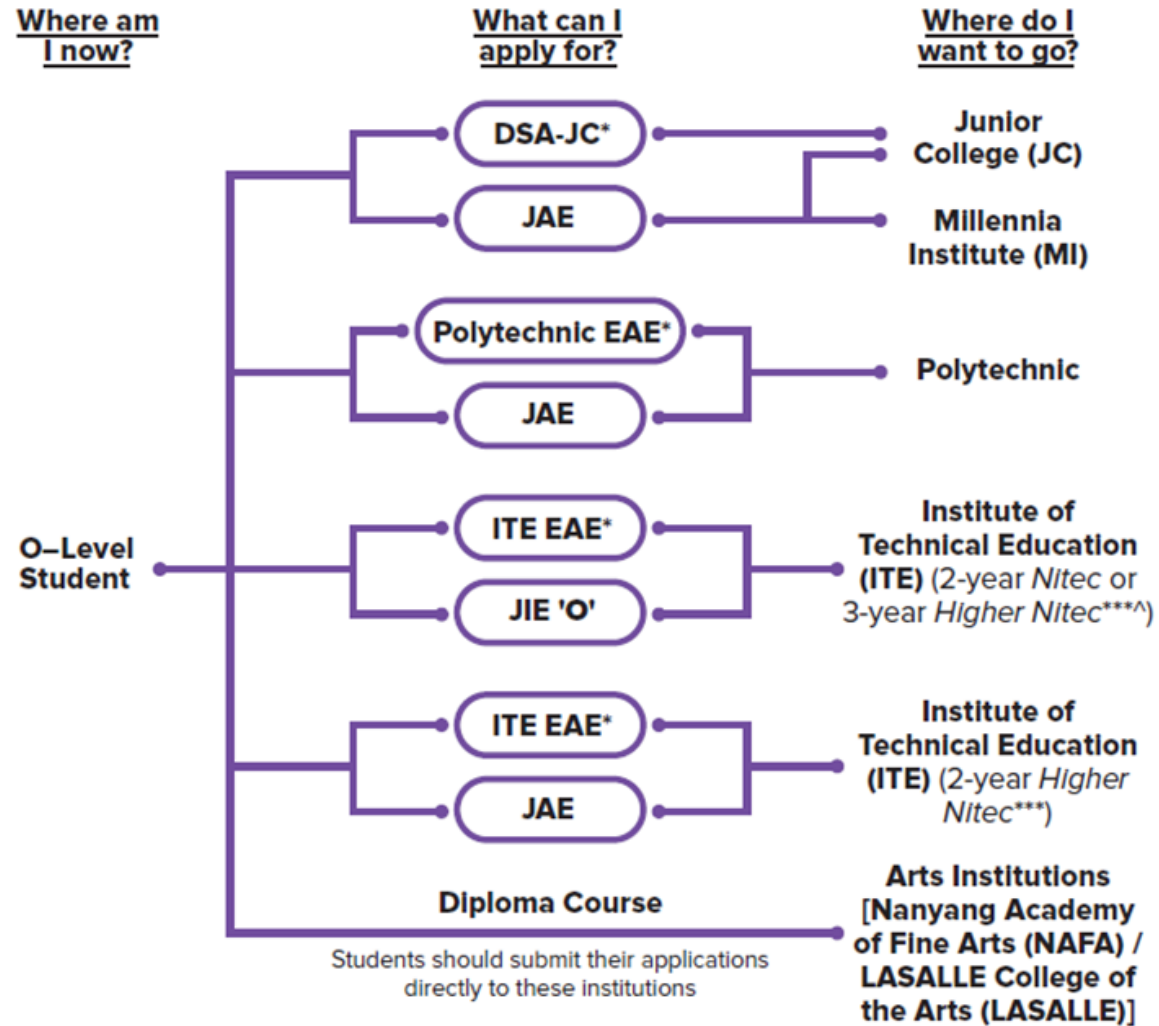 Where am
I now?
What can I
apply for?
Where do I
want to go?
DSA-JC*
Junior
College (JC)
JAE
Millennia
Institute (MI)
Polytechnic EAE*
Polytechnic
JAE
O–Level
Student
ITE EAE*
JIE 'O'
Institute of
Technical Education
(ITE) (2-year Nitec or
3-year Higher Nitec***^)
ITE EAE*
JAE
Institute of
Technical Education
(ITE) (2-year Higher
Nitec***)
Diploma Course
Students should submit their applications
directly to these institutions
Arts Institutions
[Nanyang Academy
of Fine Arts (NAFA) /
LASALLE College of
the Arts (LASALLE)]